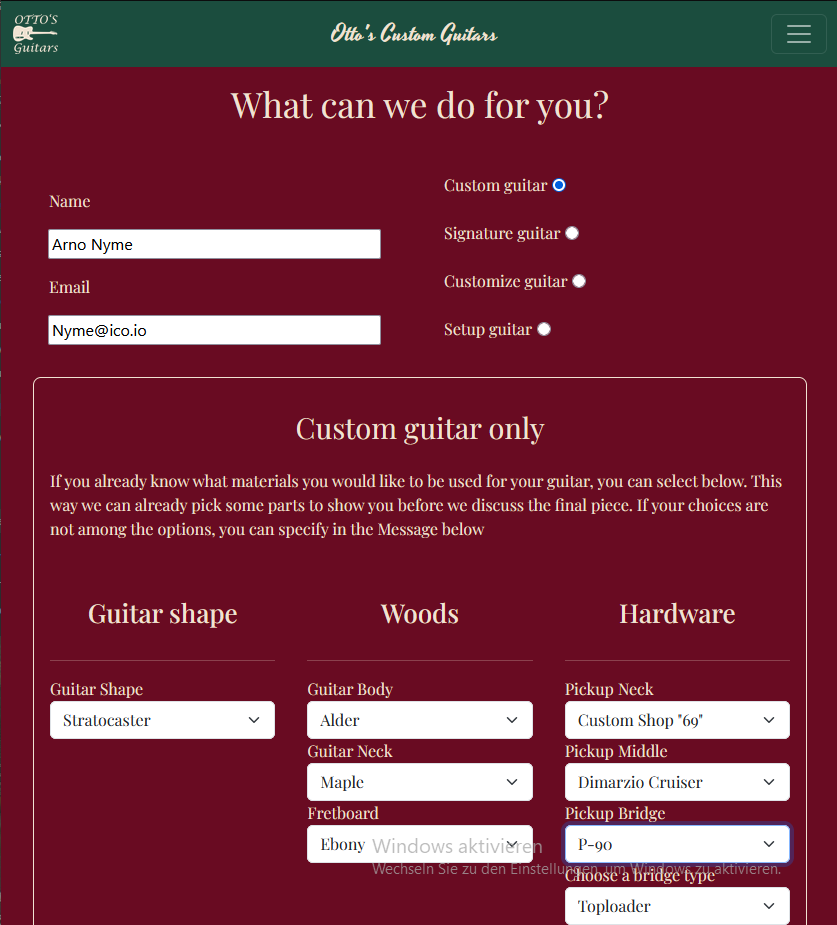 OTTO'S
Guitars
Otto's Custom Guitars
What can we do for you?
Name
Arno Nyme
Email
Nyme@ico.io
Custom guitar
Signature guitar
Customize guitar
Setup guitar
Custom guitar only
If you already know what materials you would like to be used for your guitar, you can select below. This
way we can already pick some parts to show you before we discuss the final piece. If your choices are
not among the options, you can specify in the Message below
Guitar shape
Guitar Shape
Stratocaster
Woods
Guitar Body
Alder
Guitar Neck
Maple
Fretboard
Ebony
Hardware
Pickup Neck
Custom Shop "69"
Pickup Middle
Dimarzio Cruiser
Pickup Bridge
P-90
Choose a bridge type
Toploader
Windows aktivieren
Wechseln Sie zu den Einstellungen, um Windows zu aktivieren.